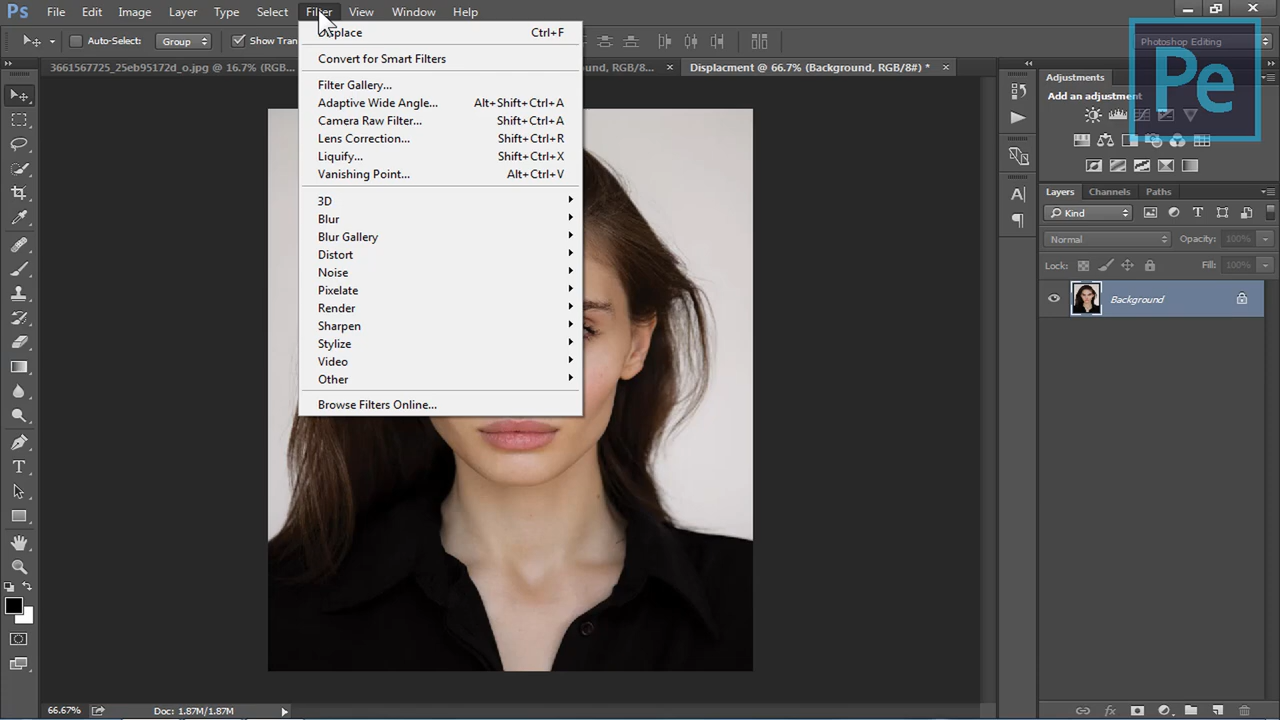 Ps File Edit Image Layer Type Select Filter View Window Help
Auto-Select: Group Show Tran
Photoshop Editing
Pe
3661567725_25eb95172d_o.jpg @ 16.7% (RGB... ound, RGB/8... × Displacment @ 66.7% (Background, RGB/8#) * ×
Displace Ctrl+F
Convert for Smart Filters
Filter Gallery...
Adaptive Wide Angle... Alt+Shift+Ctrl+A
Camera Raw Filter... Shift+Ctrl+A
Lens Correction... Shift+Ctrl+R
Liquify... Shift+Ctrl+X
Vanishing Point... Alt+Ctrl+V
3D
Blur
Blur Gallery
Distort
Noise
Pixelate
Render
Sharpen
Stylize
Video
Other
Browse Filters Online...
Adjustments
Add an adjustment
Layers Channels Paths
Kind
Normal Opacity: 100%
Lock: Fill: 100%
Background
66.67% Doc: 1.87M/1.87M